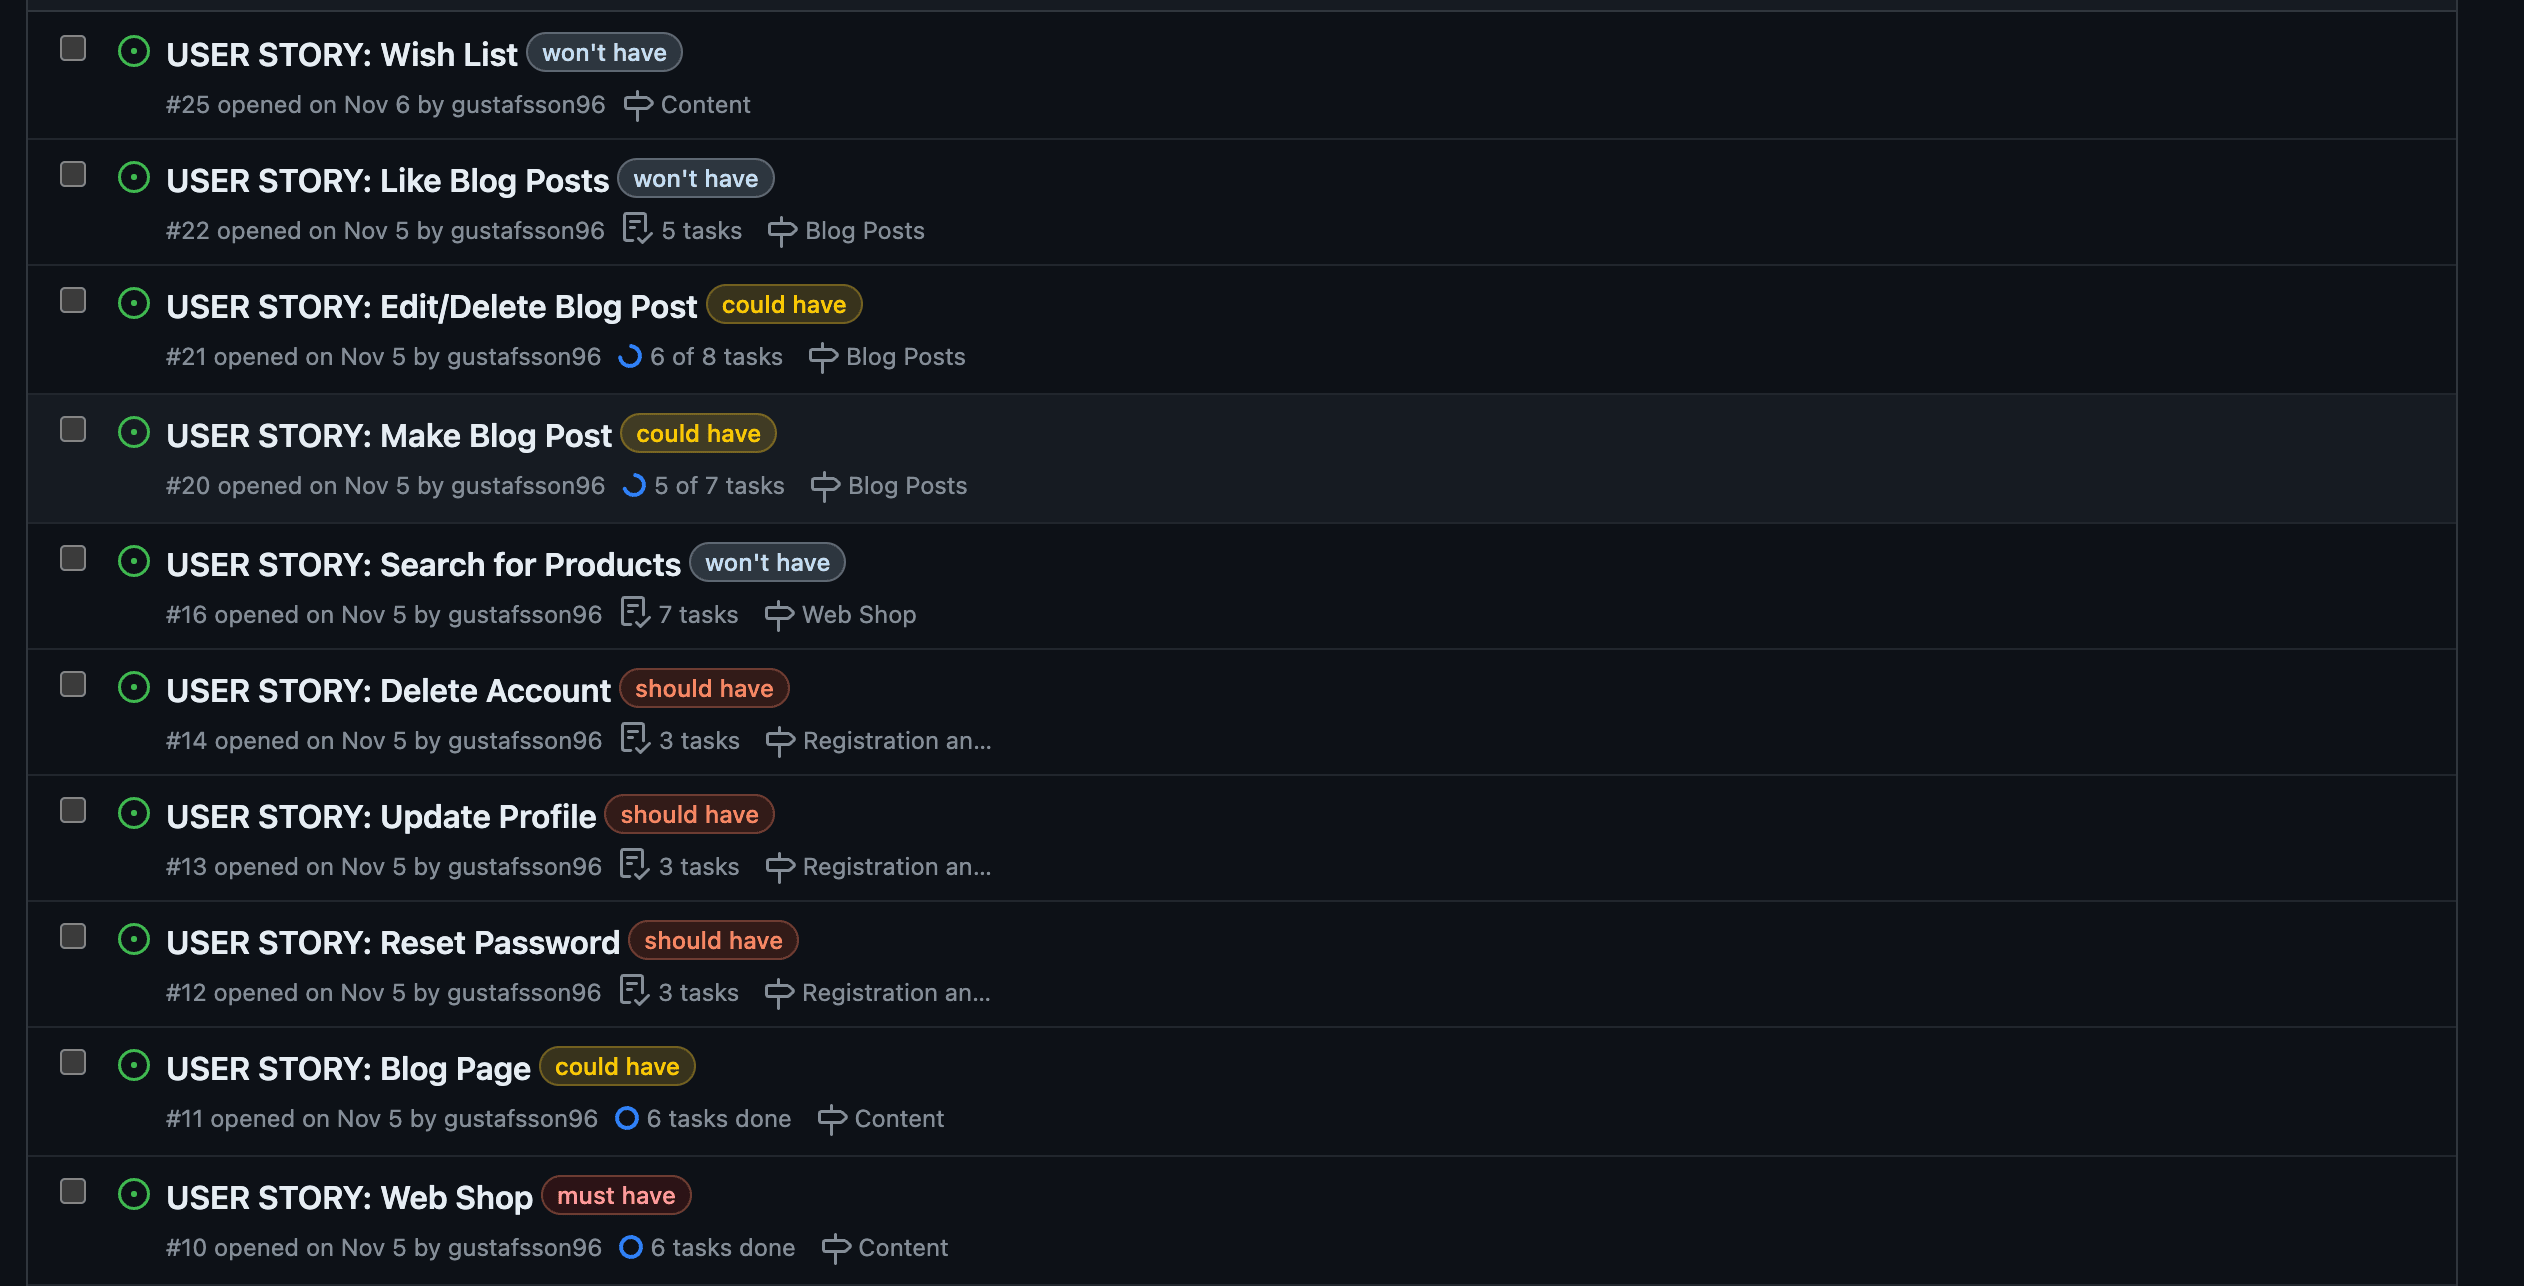 USER STORY: Wish List won't have
#25 opened on Nov 6 by gustafsson96 Content
USER STORY: Like Blog Posts won't have
#22 opened on Nov 5 by gustafsson96 5 tasks Blog Posts
USER STORY: Edit/Delete Blog Post could have
#21 opened on Nov 5 by gustafsson96 6 of 8 tasks Blog Posts
USER STORY: Make Blog Post could have
#20 opened on Nov 5 by gustafsson96 5 of 7 tasks Blog Posts
USER STORY: Search for Products won't have
#16 opened on Nov 5 by gustafsson96 7 tasks Web Shop
USER STORY: Delete Account should have
#14 opened on Nov 5 by gustafsson96 3 tasks Registration an...
USER STORY: Update Profile should have
#13 opened on Nov 5 by gustafsson96 3 tasks Registration an...
USER STORY: Reset Password should have
#12 opened on Nov 5 by gustafsson96 3 tasks Registration an...
USER STORY: Blog Page could have
#11 opened on Nov 5 by gustafsson96 6 tasks done Content
USER STORY: Web Shop must have
#10 opened on Nov 5 by gustafsson96 6 tasks done Content